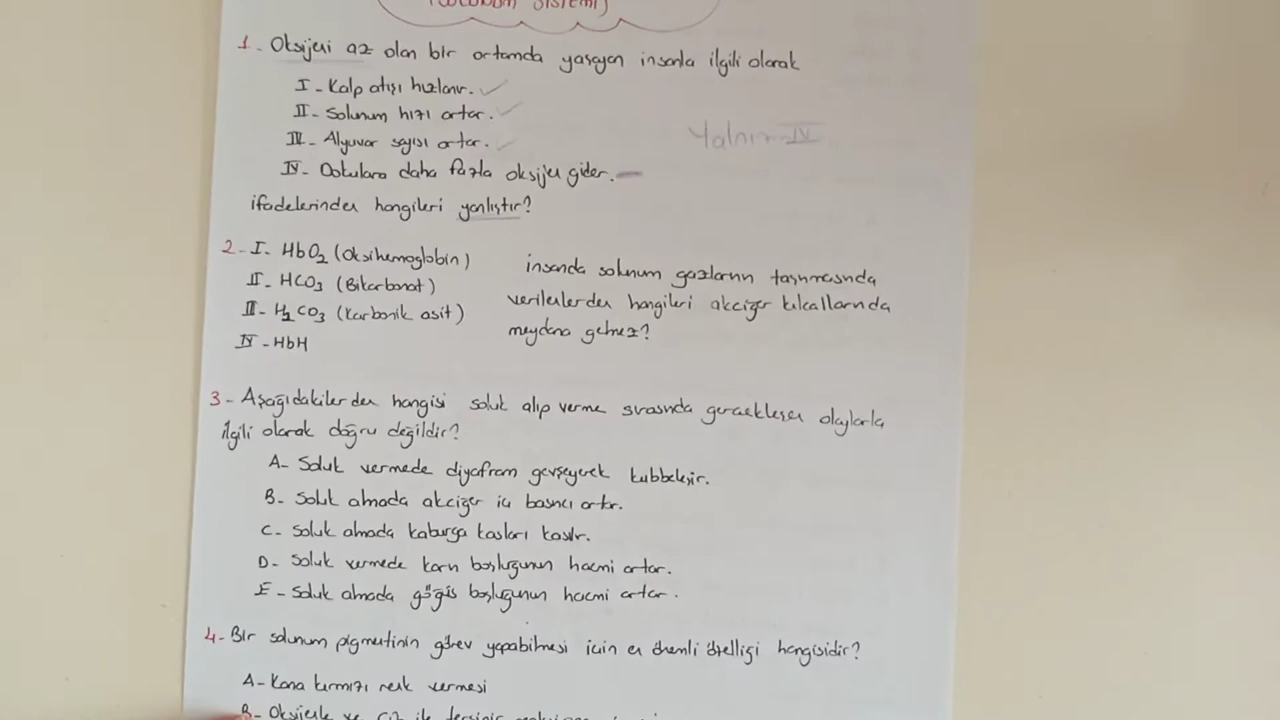 SİSTEMİ)
1- Oksijeni az olan bir ortamda yaşayan insanla ilgili olarak
I - Kalp atışı hızlanır.
II - Solunum hızı artar.
III - Alyuvar sayısı artar.
IV - Dokulara daha fazla oksijen gider.
Yalnız IV
ifadelerinden hangileri yanlıştır?
2- I- HbO2 (Oksihemoglobin)
II- HCO3 (Bikarbonat)
III- H2CO3 (Karbonik asit)
IV - HbH
insanda solunum gazlarının taşınmasında
verilenlerden hangileri akciğer kılcallarında
meydana gelmez?
3- Aşağıdakilerden hangisi soluk alıp verme sırasında gerçekleşen olaylarla
ilgili olarak doğru değildir?
A- Soluk vermede diyafram gevşeyerek kubbeleşir.
B- Soluk almada akciğer iç basıncı artar.
C- Soluk almada kaburga kasları kasılır.
D- Soluk vermede karın boşluğunun hacmi artar.
E- Soluk almada göğüs boşluğunun hacmi artar.
4- Bir solunum pigmentinin görev yapabilmesi için en önemli özelliği hangisidir?
A- Kana kırmızı renk vermesi
B- Oksijenle ve